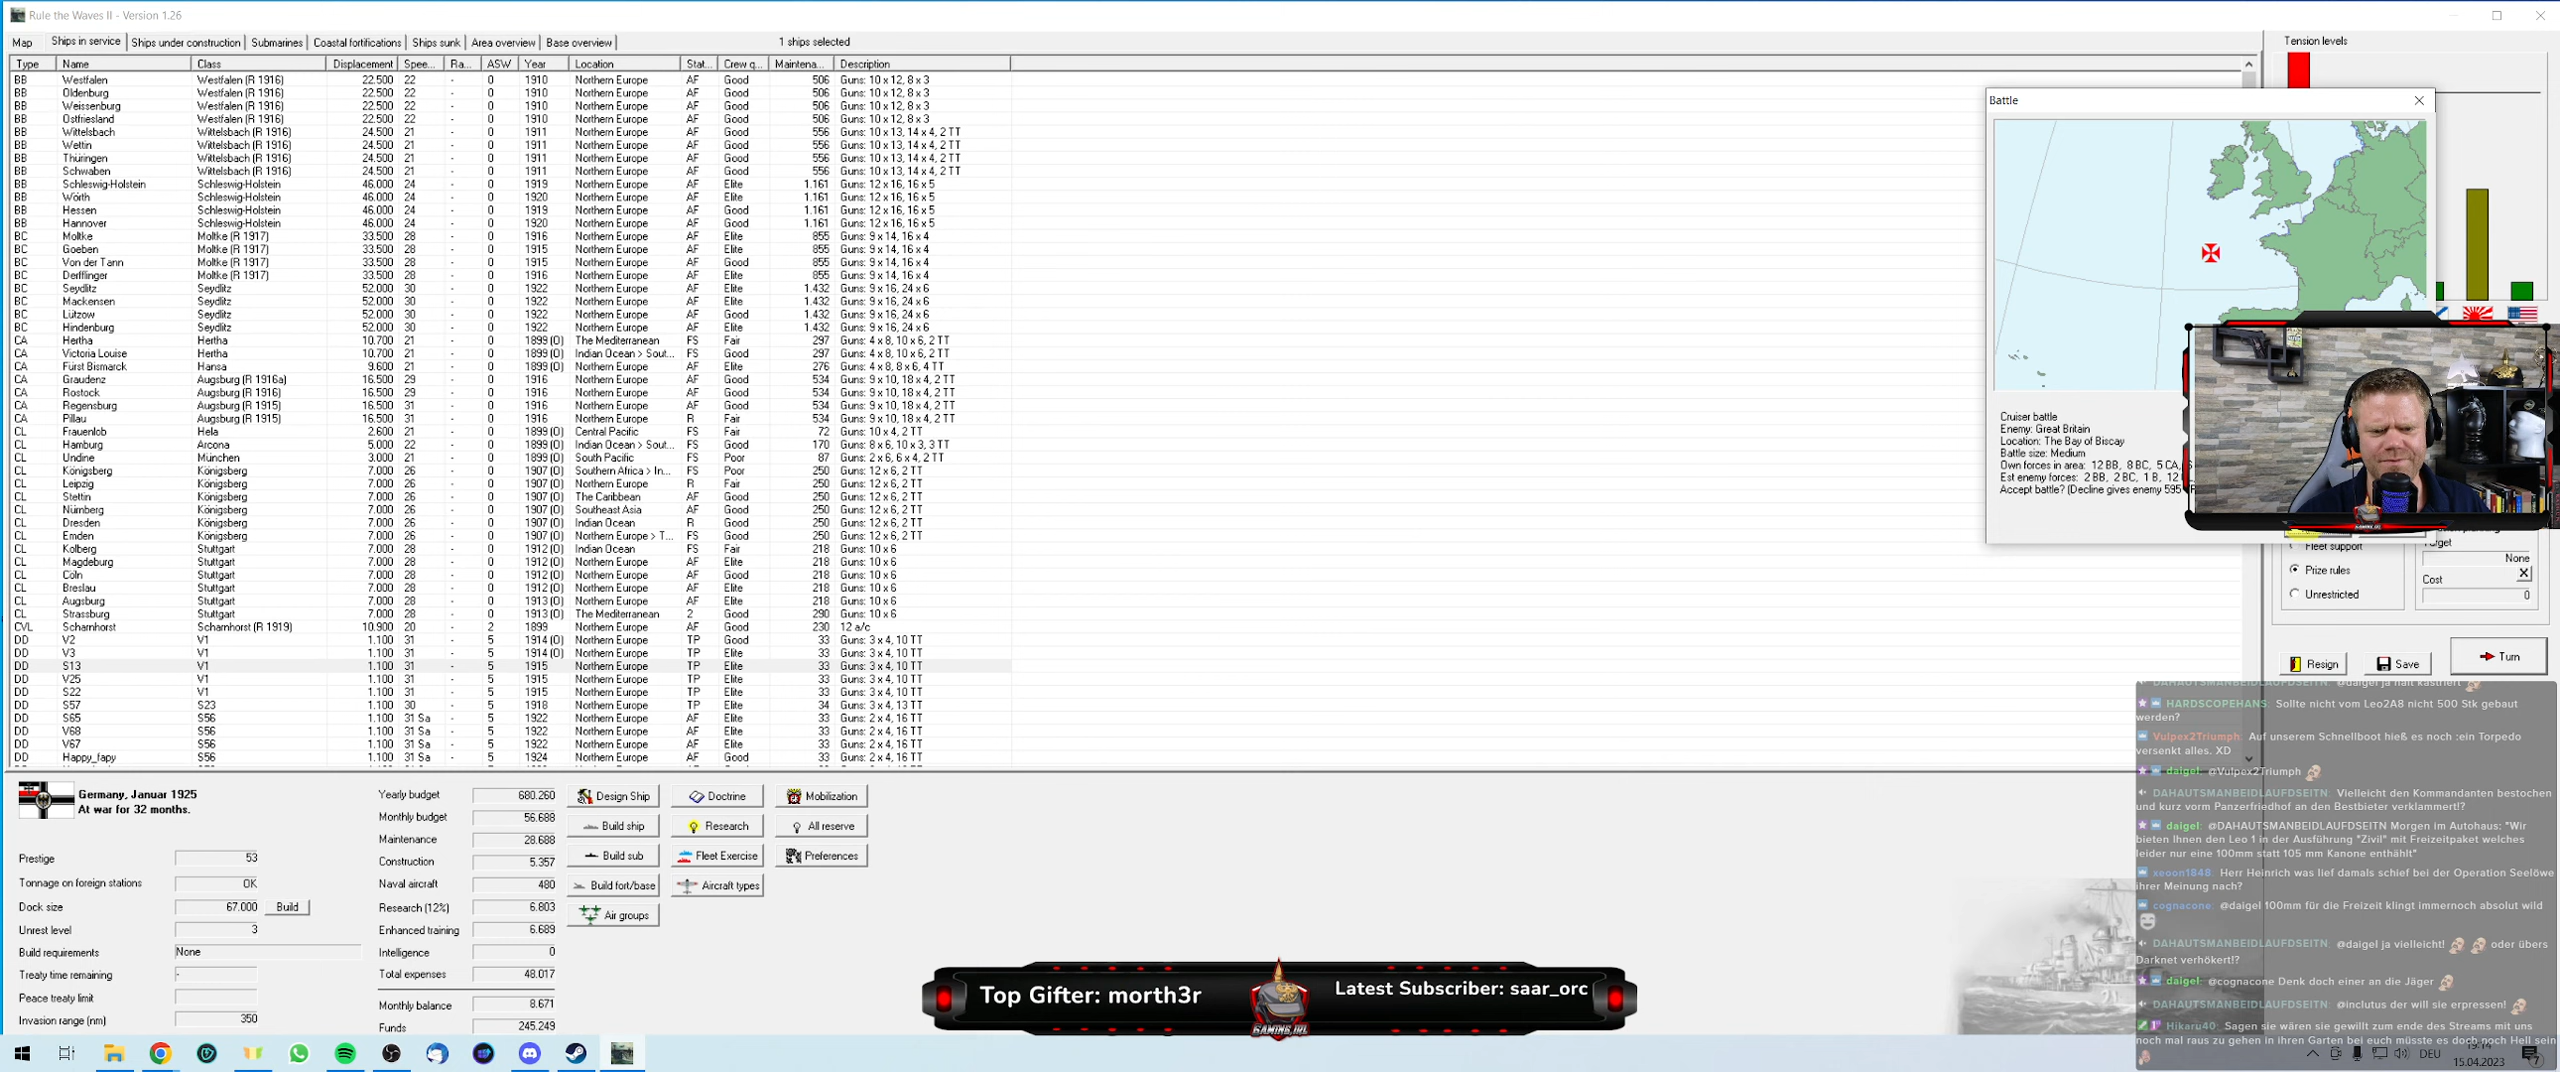 Rule the Waves II - Version 1.26
Map Ships in service Ships under construction Submarines Coastal fortifications Ships sunk Area overview Base overview 1 ships selected Tension levels
Type Name Class Displacement Spee... Ra... ASW Year Location Stat... Crew q... Maintena... Description
BB Westfalen Westfalen (R 1916) 22.500 22 - 0 1910 Northern Europe AF Good 506 Guns: 10 x 12, 8 x 3
BB Oldenburg Westfalen (R 1916) 22.500 22 - 0 1910 Northern Europe AF Good 506 Guns: 10 x 12, 8 x 3
BB Weissenburg Westfalen (R 1916) 22.500 22 - 0 1910 Northern Europe AF Good 506 Guns: 10 x 12, 8 x 3
BB Ostfriesland Westfalen (R 1916) 22.500 22 - 0 1910 Northern Europe AF Good 506 Guns: 10 x 12, 8 x 3
BB Wittelsbach Wittelsbach (R 1916) 24.500 21 - 0 1911 Northern Europe AF Good 556 Guns: 10 x 13, 14 x 4, 2 TT
BB Wettin Wittelsbach (R 1916) 24.500 21 - 0 1911 Northern Europe AF Good 556 Guns: 10 x 13, 14 x 4, 2 TT
BB Thüringen Wittelsbach (R 1916) 24.500 21 - 0 1911 Northern Europe AF Good 556 Guns: 10 x 13, 14 x 4, 2 TT
BB Schwaben Wittelsbach (R 1916) 24.500 21 - 0 1911 Northern Europe AF Good 556 Guns: 10 x 13, 14 x 4, 2 TT
BB Schleswig-Holstein Schleswig-Holstein 46.000 24 - 0 1919 Northern Europe AF Elite 1.161 Guns: 12 x 16, 16 x 5
BB Wörth Schleswig-Holstein 46.000 24 - 0 1920 Northern Europe AF Elite 1.161 Guns: 12 x 16, 16 x 5
BB Hessen Schleswig-Holstein 46.000 24 - 0 1919 Northern Europe AF Good 1.161 Guns: 12 x 16, 16 x 5
BB Hannover Schleswig-Holstein 46.000 24 - 0 1920 Northern Europe AF Good 1.161 Guns: 12 x 16, 16 x 5
BC Moltke Moltke (R 1917) 33.500 28 - 0 1916 Northern Europe AF Elite 855 Guns: 9 x 14, 16 x 4
BC Goeben Moltke (R 1917) 33.500 28 - 0 1915 Northern Europe AF Elite 855 Guns: 9 x 14, 16 x 4
BC Von der Tann Moltke (R 1917) 33.500 28 - 0 1915 Northern Europe AF Good 855 Guns: 9 x 14, 16 x 4
BC Derfflinger Moltke (R 1917) 33.500 28 - 0 1916 Northern Europe AF Elite 855 Guns: 9 x 14, 16 x 4
BC Seydlitz Seydlitz 52.000 30 - 0 1922 Northern Europe AF Elite 1.432 Guns: 9 x 16, 24 x 6
BC Mackensen Seydlitz 52.000 30 - 0 1922 Northern Europe AF Elite 1.432 Guns: 9 x 16, 24 x 6
BC Lützow Seydlitz 52.000 30 - 0 1922 Northern Europe AF Good 1.432 Guns: 9 x 16, 24 x 6
BC Hindenburg Seydlitz 52.000 30 - 0 1922 Northern Europe AF Elite 1.432 Guns: 9 x 16, 24 x 6
CA Hertha Hertha 10.700 21 - 0 1899 (O) The Mediterranean FS Fair 297 Guns: 4 x 8, 10 x 6, 2 TT
CA Victoria Louise Hertha 10.700 21 - 0 1899 (O) Indian Ocean > Sout... FS Good 297 Guns: 4 x 8, 10 x 6, 2 TT
CA Fürst Bismarck Hansa 9.600 21 - 0 1899 (O) Northern Europe AF Elite 276 Guns: 4 x 8, 8 x 6, 4 TT
CA Graudenz Augsburg (R 1916a) 16.500 29 - 0 1916 Northern Europe AF Good 534 Guns: 9 x 10, 18 x 4, 2 TT
CA Rostock Augsburg (R 1916) 16.500 29 - 0 1916 Northern Europe AF Good 534 Guns: 9 x 10, 18 x 4, 2 TT
CA Regensburg Augsburg (R 1915) 16.500 31 - 0 1916 Northern Europe AF Good 534 Guns: 9 x 10, 18 x 4, 2 TT
CA Pillau Augsburg (R 1915) 16.500 31 - 0 1916 Northern Europe R Fair 534 Guns: 9 x 10, 18 x 4, 2 TT
CL Frauenlob Hela 2.600 21 - 0 1899 (O) Central Pacific FS Fair 72 Guns: 10 x 4, 2 TT
CL Hamburg Arcona 5.000 22 - 0 1899 (O) Indian Ocean > Sout... FS Good 170 Guns: 8 x 6, 10 x 3, 3 TT
CL Undine München 3.000 21 - 0 1899 (O) South Pacific FS Poor 87 Guns: 2 x 6, 6 x 4, 2 TT
CL Königsberg Königsberg 7.000 26 - 0 1907 (O) Southern Africa > In... FS Poor 250 Guns: 12 x 6, 2 TT
CL Leipzig Königsberg 7.000 26 - 0 1907 (O) Northern Europe R Fair 250 Guns: 12 x 6, 2 TT
CL Stettin Königsberg 7.000 26 - 0 1907 (O) The Caribbean AF Good 250 Guns: 12 x 6, 2 TT
CL Nürnberg Königsberg 7.000 26 - 0 1907 (O) Southeast Asia AF Good 250 Guns: 12 x 6, 2 TT
CL Dresden Königsberg 7.000 26 - 0 1907 (O) Indian Ocean R Good 250 Guns: 12 x 6, 2 TT
CL Emden Königsberg 7.000 26 - 0 1907 (O) Northern Europe > T... FS Good 250 Guns: 12 x 6, 2 TT
CL Kolberg Stuttgart 7.000 28 - 0 1912 (O) Indian Ocean FS Fair 218 Guns: 10 x 6
CL Magdeburg Stuttgart 7.000 28 - 0 1912 (O) Northern Europe AF Elite 218 Guns: 10 x 6
CL Cöln Stuttgart 7.000 28 - 0 1912 (O) Northern Europe AF Good 218 Guns: 10 x 6
CL Breslau Stuttgart 7.000 28 - 0 1912 (O) Northern Europe AF Elite 218 Guns: 10 x 6
CL Augsburg Stuttgart 7.000 28 - 0 1913 (O) Northern Europe AF Elite 218 Guns: 10 x 6
CL Strassburg Stuttgart 7.000 28 - 0 1913 (O) The Mediterranean 2 Good 290 Guns: 10 x 6
CVL Scharnhorst Scharnhorst (R 1919) 10.900 20 - 2 1899 Northern Europe AF Good 230 12 a/c
DD V2 V1 1.100 31 - 5 1914 (O) Northern Europe TP Good 33 Guns: 3 x 4, 10 TT
DD V3 V1 1.100 31 - 5 1914 (O) Northern Europe TP Elite 33 Guns: 3 x 4, 10 TT
DD S13 V1 1.100 31 - 5 1915 Northern Europe TP Elite 33 Guns: 3 x 4, 10 TT
DD V25 V1 1.100 31 - 5 1915 Northern Europe TP Elite 33 Guns: 3 x 4, 10 TT
DD S22 V1 1.100 31 - 5 1915 Northern Europe TP Elite 33 Guns: 3 x 4, 10 TT
DD S57 S23 1.100 30 - 5 1918 Northern Europe TP Elite 34 Guns: 3 x 4, 13 TT
DD S65 S56 1.100 31 Sa - 5 1922 Northern Europe AF Elite 33 Guns: 2 x 4, 16 TT
DD V68 S56 1.100 31 Sa - 5 1922 Northern Europe AF Elite 33 Guns: 2 x 4, 16 TT
DD V67 S56 1.100 31 Sa - 5 1922 Northern Europe AF Elite 33 Guns: 2 x 4, 16 TT
DD Happy_fapy S56 1.100 31 Sa - 5 1924 Northern Europe AF Good 33 Guns: 2 x 4, 16 TT
Battle
Cruiser battle
Enemy: Great Britain
Location: The Bay of Biscay
Battle size: Medium
Own forces in area: 12 BB, 8 BC, 5 CA,
Est enemy forces: 2 BB, 2 BC, 1 B, 12
Accept battle? (Decline gives enemy 595
Fleet support Target
None
Prize rules Cost
Unrestricted 0
Resign Save Turn
Germany, Januar 1925
At war for 32 months.
Prestige 53
Tonnage on foreign stations OK
Dock size 67.000 Build
Unrest level 3
Build requirements None
Treaty time remaining -
Peace treaty limit
Invasion range (nm) 350
Yearly budget 680.260
Monthly budget 56.688
Maintenance 28.688
Construction 5.357
Naval aircraft 480
Research (12%) 6.803
Enhanced training 6.689
Intelligence 0
Total expenses 48.017
Monthly balance 8.671
Funds 245.249
Design Ship Doctrine Mobilization
Build ship Research All reserve
Build sub Fleet Exercise Preferences
Build fort/base Aircraft types
Air groups
Top Gifter: morth3r
GAMING_IRL
Latest Subscriber: saar_orc
DAHAUTSMANBEIDLAUFDSEITN: @daigel ja halt kastriert
HARDSCOPEHANS: Sollte nicht vom Leo2A8 nicht 500 Stk gebaut
werden?
Vulpex2Triumph: Auf unserem Schnellboot hieß es noch :ein Torpedo
versenkt alles. XD
daigel: @Vulpex2Triumph
DAHAUTSMANBEIDLAUFDSEITN: Vielleicht den Kommandanten bestochen
und kurz vorm Panzerfriedhof an den Bestbieter verklammert!?
daigel: @DAHAUTSMANBEIDLAUFDSEITN Morgen im Autohaus: "Wir
bieten Ihnen den Leo 1 in der Ausführung "Zivil" mit Freizeitpaket welches
leider nur eine 100mm statt 105 mm Kanone enthählt"
xeoon1848: Herr Heinrich was lief damals schief bei der Operation Seelöwe
ihrer Meinung nach?
cognacone: @daigel 100mm für die Freizeit klingt immernoch absolut wild
DAHAUTSMANBEIDLAUFDSEITN: @daigel ja vielleicht! oder übers
Darknet verhökert!?
daigel: @cognacone Denk doch einer an die Jäger
DAHAUTSMANBEIDLAUFDSEITN: @inclutus der will sie erpressen!
Hikaru40: Sagen sie wären sie gewillt zum ende des Streams mit uns
noch mal raus zu gehen in ihren Garten bei euch müsste es doch noch Hell sein
DEU 19:14
15.04.2023
7